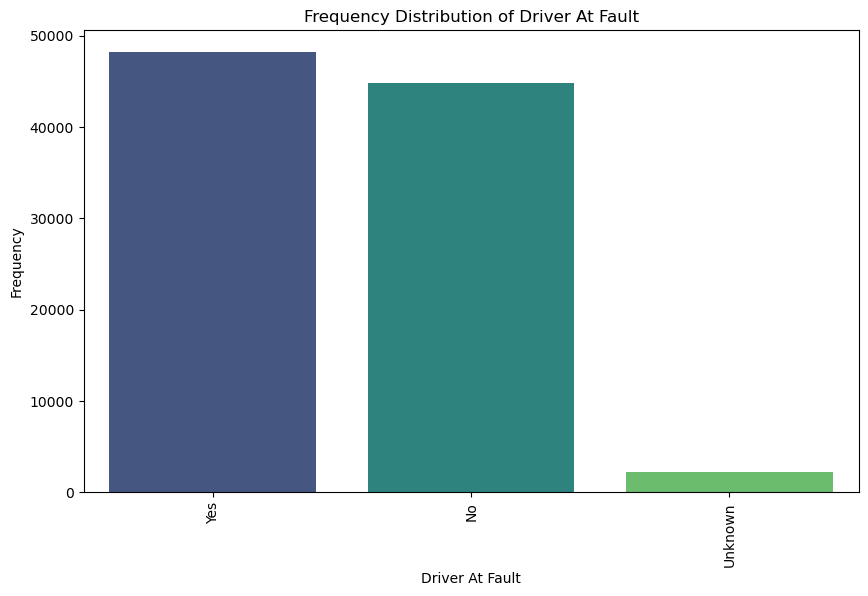 Frequency Distribution of Driver At Fault
50000
40000
30000
20000
10000
0
Frequency
Yes
No
Unknown
Driver At Fault